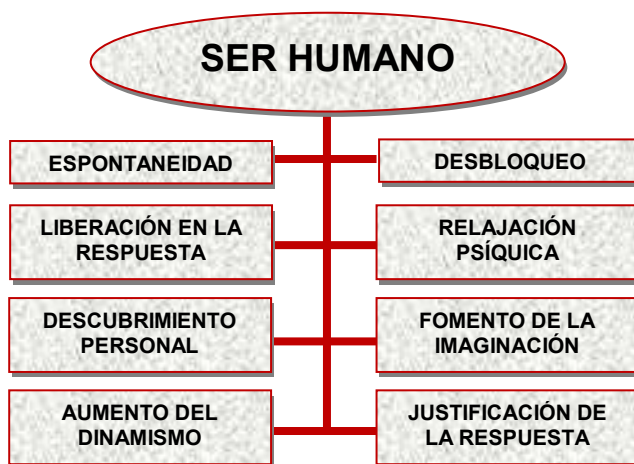 SER HUMANO
ESPONTANEIDAD
DESBLOQUEO
LIBERACIÓN EN LA
RESPUESTA
RELAJACIÓN
PSÍQUICA
DESCUBRIMIENTO
PERSONAL
FOMENTO DE LA
IMAGINACIÓN
AUMENTO DEL
DINAMISMO
JUSTIFICACIÓN DE
LA RESPUESTA